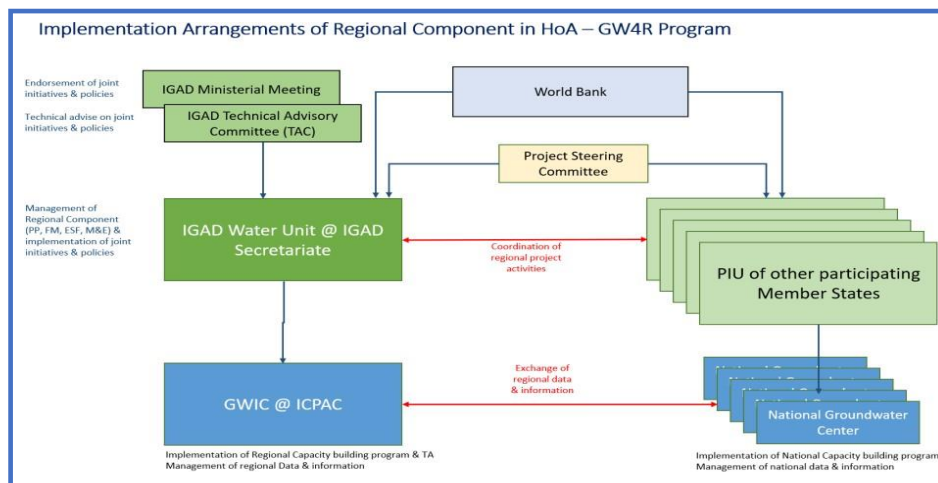 Implementation Arrangements of Regional Component in HoA – GW4R Program
Endorsement of joint
initiatives & policies
IGAD Ministerial Meeting
World Bank
Technical advise on joint
initiatives & policies
IGAD Technical Advisory
Committee (TAC)
Project Steering
Committee
Management of
Regional Component
(PP, FM, ESF, M&E) &
implementation of joint
initiatives & policies
IGAD Water Unit @ IGAD
Secretariate
Coordination of
regional project
activities
PIU of other participating
Member States
GWIC @ ICPAC
Exchange of
regional data
& information
National Groundwater
Center
Implementation of Regional Capacity building program & TA
Management of regional Data & information
Implementation of National Capacity building program
Management of national data & information